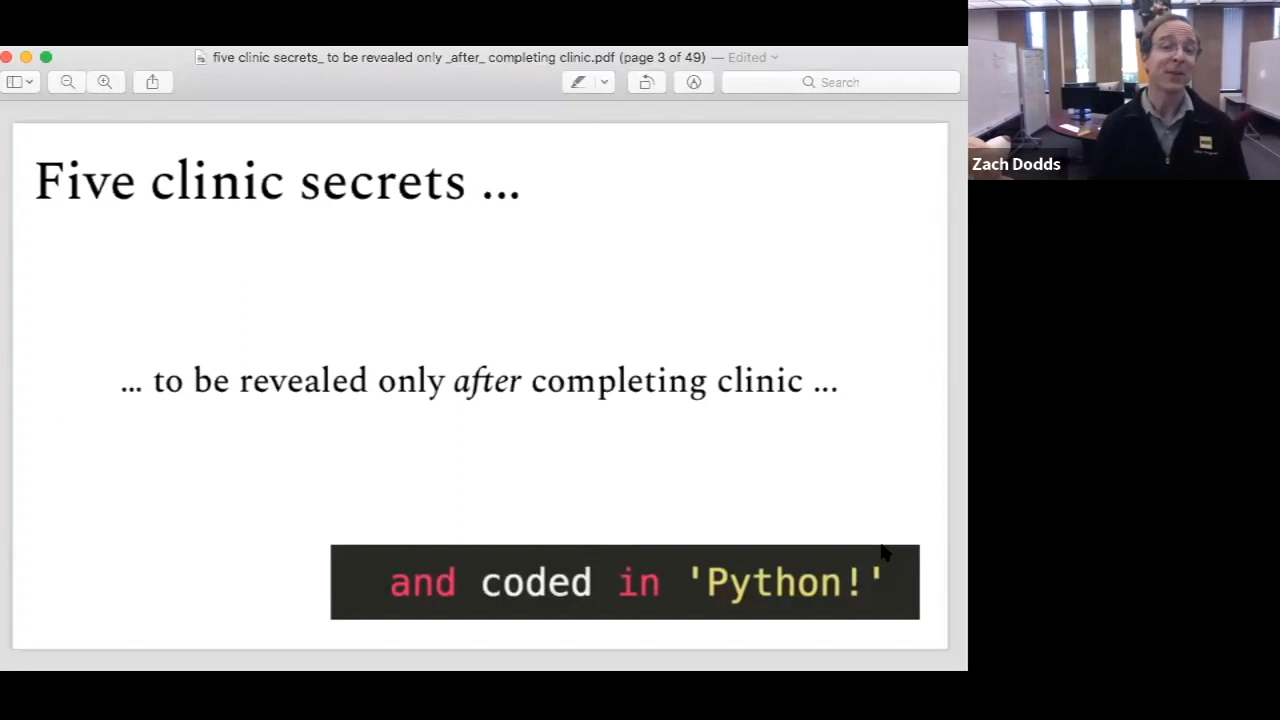 five clinic secrets_ to be revealed only _after_ completing clinic.pdf (page 3 of 49) — Edited
Search
Zach Dodds
Five clinic secrets ...
... to be revealed only after completing clinic ...
and coded in 'Python!'